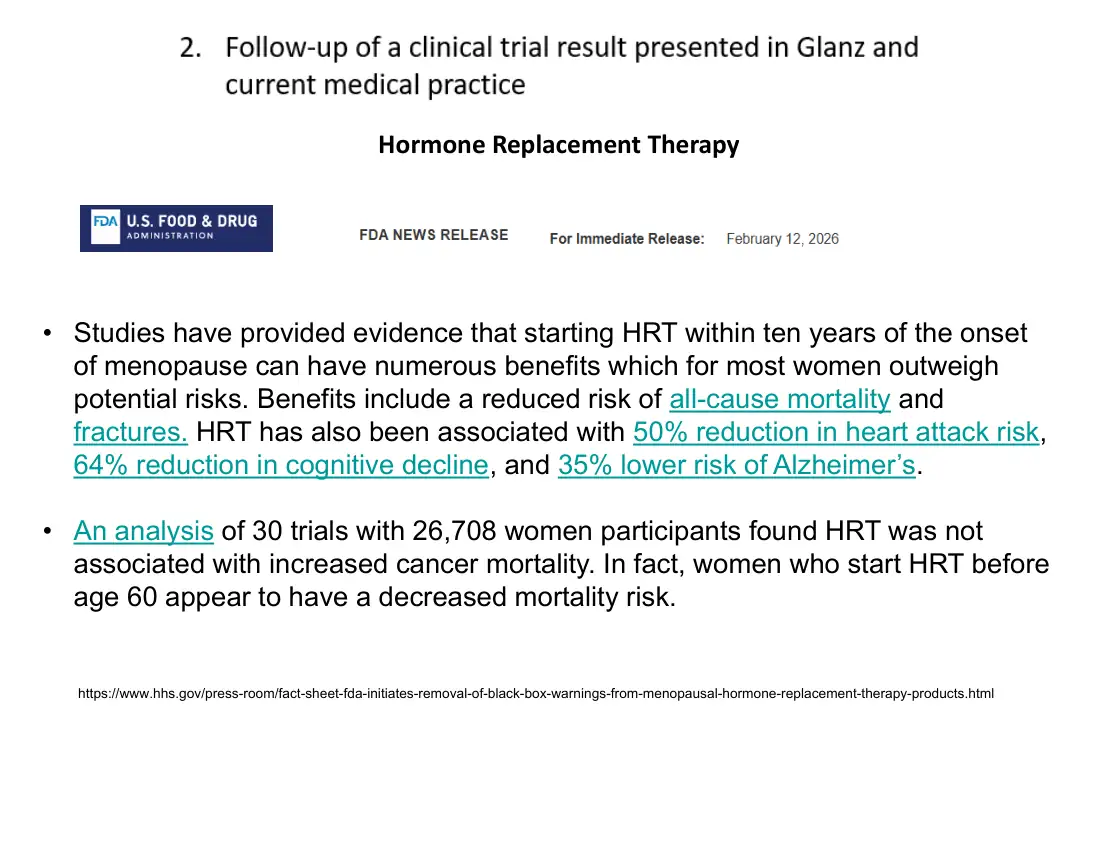 2. Follow-up of a clinical trial result presented in Glanz and
current medical practice
Hormone Replacement Therapy
FDA U.S. FOOD & DRUG
ADMINISTRATION
FDA NEWS RELEASE For Immediate Release: February 12, 2026
• Studies have provided evidence that starting HRT within ten years of the onset
of menopause can have numerous benefits which for most women outweigh
potential risks. Benefits include a reduced risk of all-cause mortality and
fractures. HRT has also been associated with 50% reduction in heart attack risk,
64% reduction in cognitive decline, and 35% lower risk of Alzheimer’s.
• An analysis of 30 trials with 26,708 women participants found HRT was not
associated with increased cancer mortality. In fact, women who start HRT before
age 60 appear to have a decreased mortality risk.
https://www.hhs.gov/press-room/fact-sheet-fda-initiates-removal-of-black-box-warnings-from-menopausal-hormone-replacement-therapy-products.html